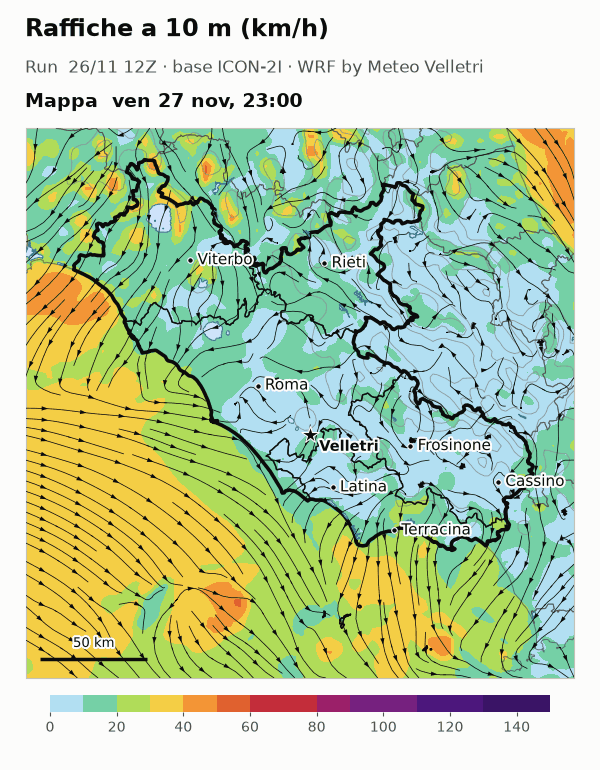 Raffiche a 10 m (km/h)
Run  26/11 12Z · base ICON-2I · WRF by Meteo Velletri
Mappa  ven 27 nov, 23:00
Viterbo
Rieti
Roma
Velletri
Frosinone
Latina
Cassino
Terracina
50 km
0 20 40 60 80 100 120 140